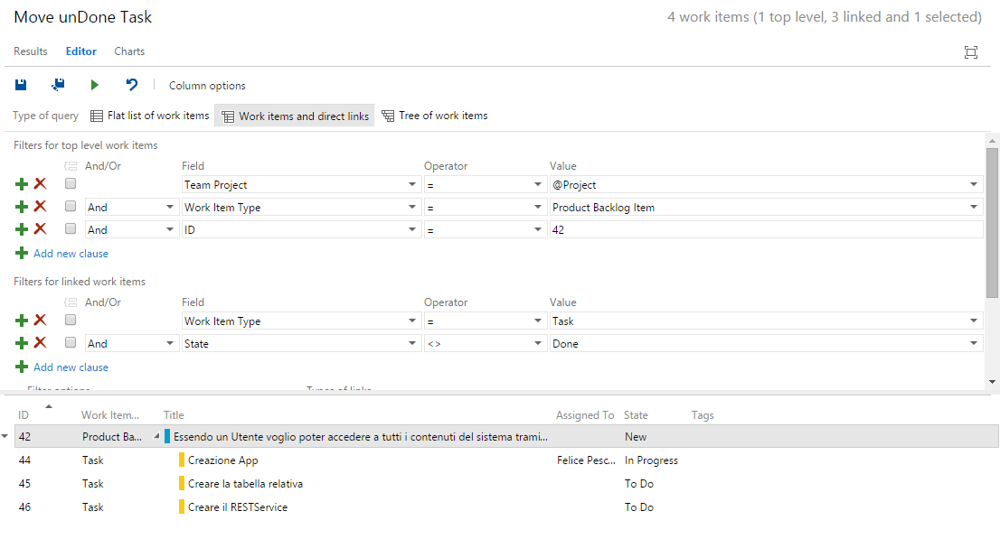 Move unDone Task
4 work items (1 top level, 3 linked and 1 selected)
Results Editor Charts
Column options
Type of query Flat list of work items Work items and direct links Tree of work items
Filters for top level work items
And/Or Field Operator Value
Team Project = @Project
And Work Item Type = Product Backlog Item
And ID = 42
Add new clause
Filters for linked work items
And/Or Field Operator Value
Work Item Type = Task
And State <> Done
Add new clause
Filter options Types of links
ID Work Item... Title Assigned To State Tags
42 Product Ba... Essendo un Utente voglio poter accedere a tutti i contenuti del sistema trami... New
44 Task Creazione App Felice Pesc... In Progress
45 Task Creare la tabella relativa To Do
46 Task Creare il RESTService To Do